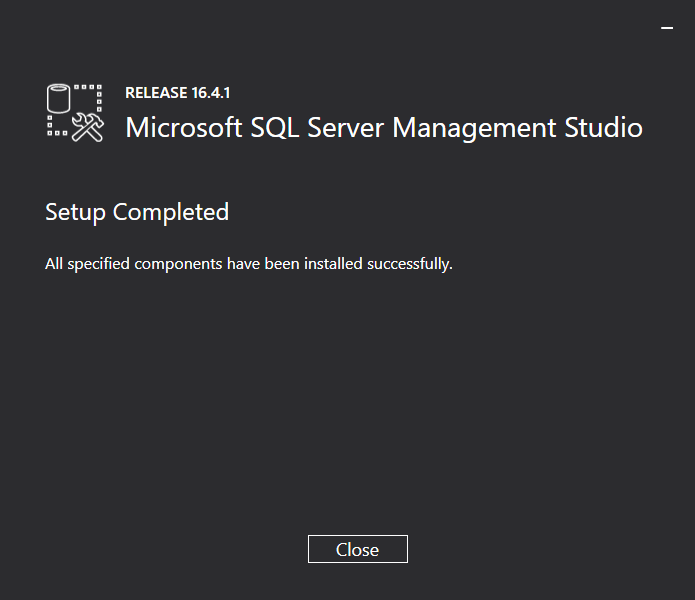 RELEASE 16.4.1
Microsoft SQL Server Management Studio
Setup Completed
All specified components have been installed successfully.
Close